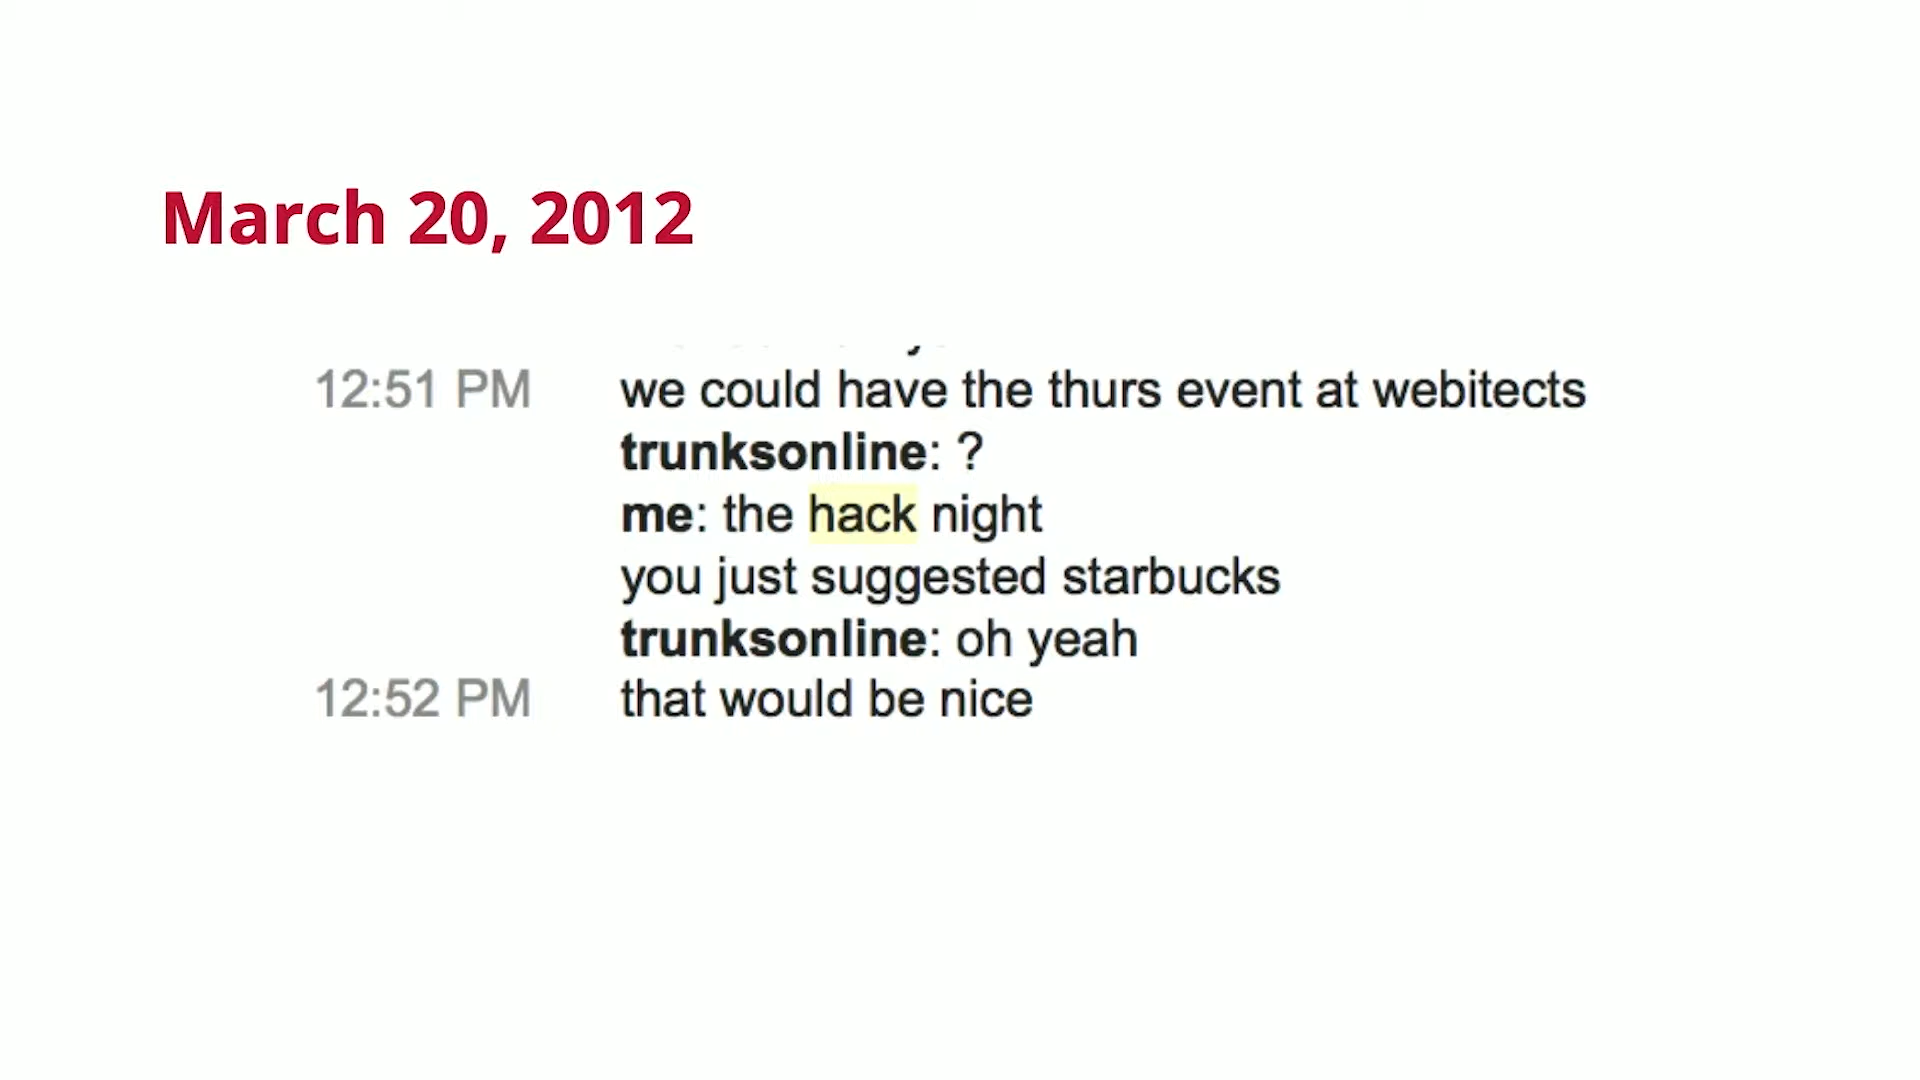 March 20, 2012
12:51 PM we could have the thurs event at webitects
trunksonline: ?
me: the hack night
you just suggested starbucks
trunksonline: oh yeah
12:52 PM that would be nice